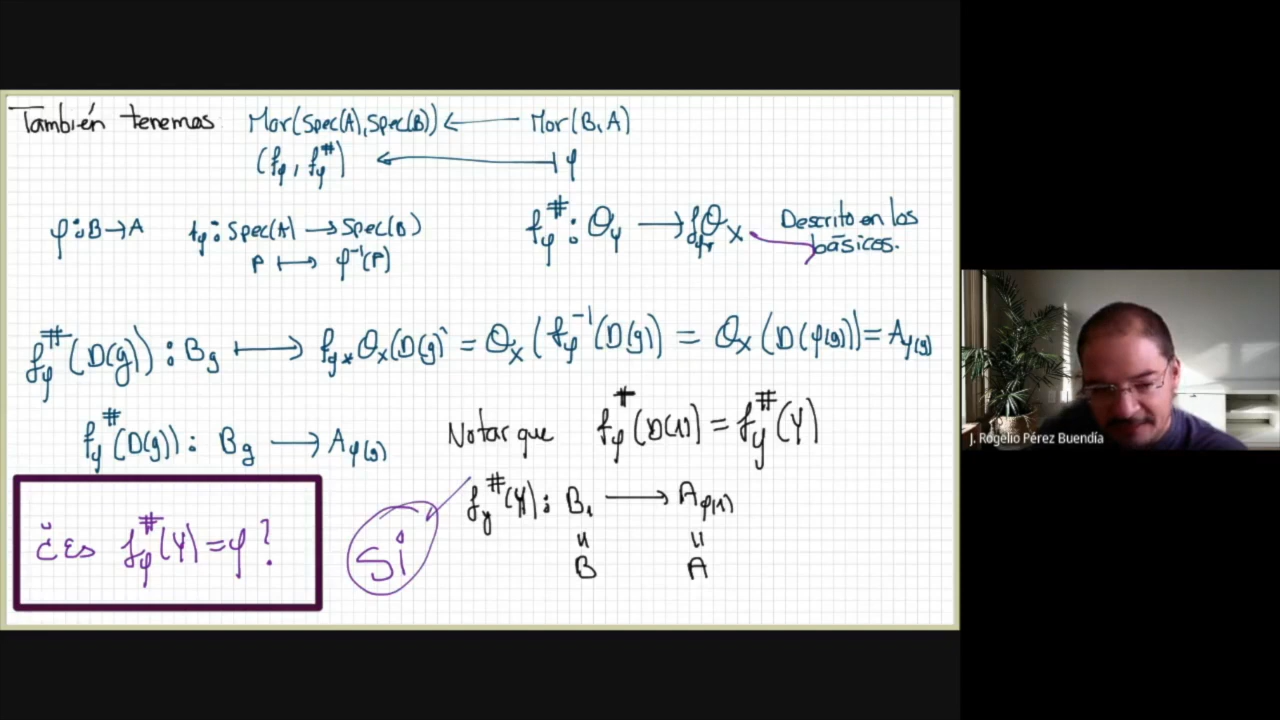 También tenemos Mor(Spec(A),Spec(B)) ⟵ Mor(B,A)
(f_φ, f_φ^#) ⟵| φ
φ: B → A f_φ: Spec(A) → Spec(B) f_φ^#: O_Y ⟶ f_φ* O_X Descrito en los
P ⟼ φ^-1(P) básicos.
f_φ^#(D(g)): B_g ⟼ f_φ* O_X(D(g)) = O_X(f_φ^-1(D(g)) = O_X(D(φ(g))) = A_φ(g)
f_φ^#(D(g)): B_g ⟶ A_φ(g) Notar que f_φ^#(D(1)) = f_φ^#(Y)
f_φ^#(Y): B_1 ⟶ A_φ(1)
¿Es f_φ^#(Y) = φ? Sí
B A
J. Rogelio Pérez Buendía